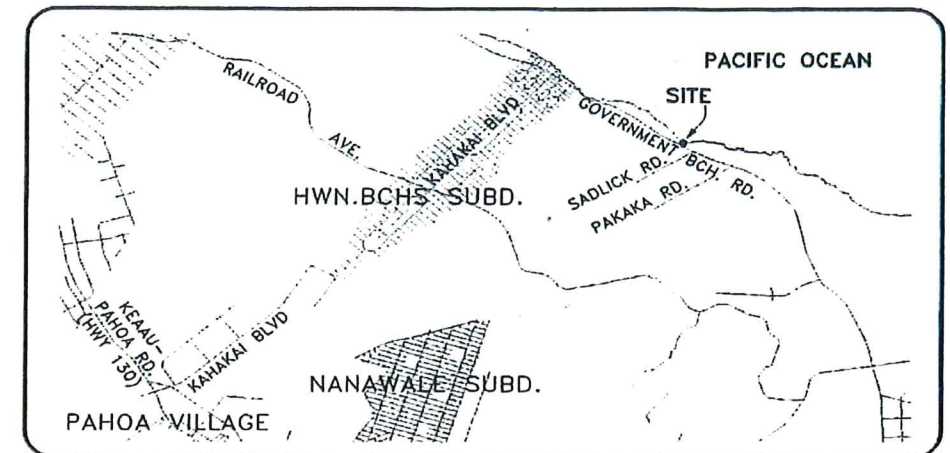 PACIFIC OCEAN
RAILROAD AVE.
SITE
KAHAKAI BLVD
GOVERNMENT BCH. RD.
HWN.BCHS SUBD.
SADLICK RD.
PAKAKA RD.
KEAAU-
PAHOA RD.
(HWY 130)
KAHAKAI BLVD
NANAWALE SUBD.
PAHOA VILLAGE